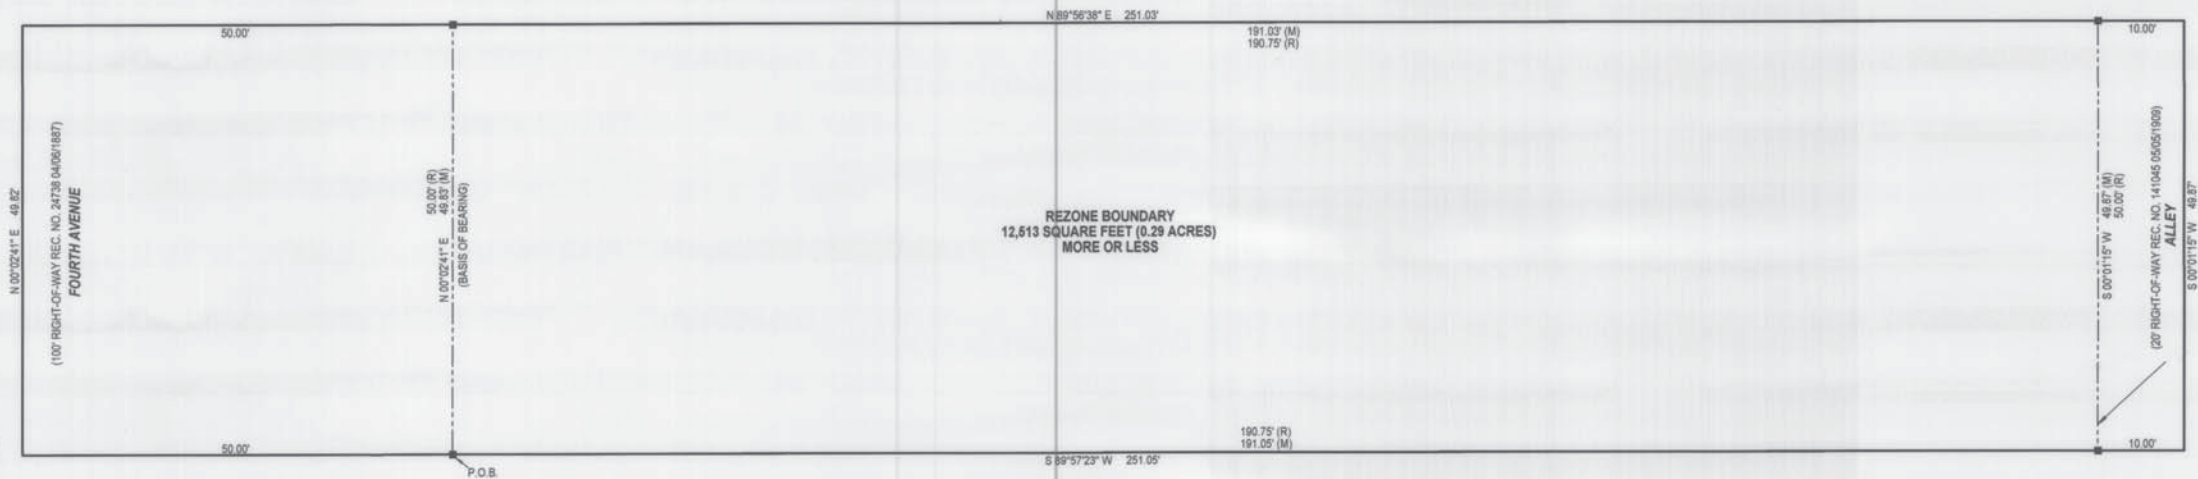 N 89°56'38" E 251.03'
50.00'
191.03' (M)
190.75' (R)
10.00'
N 00°02'41" E 49.82'
(100' RIGHT-OF-WAY REC. NO. 24738 04/06/1887)
FOURTH AVENUE
50.00' (R)
49.83' (M)
N 00°02'41" E
(BASIS OF BEARING)
REZONE BOUNDARY
12,513 SQUARE FEET (0.29 ACRES)
MORE OR LESS
S 00°01'15" W 49.87' (M)
50.00' (R)
(20' RIGHT-OF-WAY REC. NO. 141045 05/05/1909)
ALLEY
S 00°01'15" W 49.87'
50.00'
190.75' (R)
191.05' (M)
10.00'
S 89°57'23" W 251.05'
P.O.B.